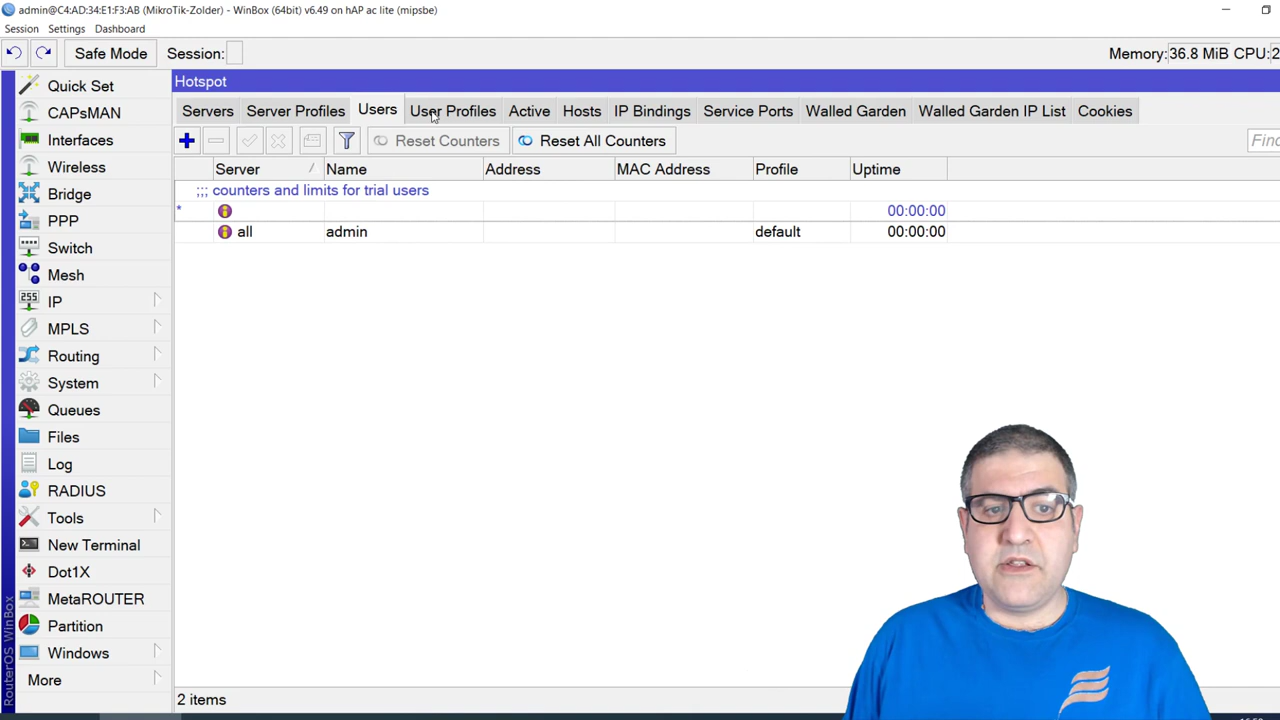 admin@C4:AD:34:E1:F3:AB (MikroTik-Zolder) - WinBox (64bit) v6.49 on hAP ac lite (mipsbe)
Session Settings Dashboard
Safe Mode Session: Memory: 36.8 MiB CPU: 2
Quick Set
CAPsMAN
Interfaces
Wireless
Bridge
PPP
Switch
Mesh
255 IP
MPLS
Routing
System
Queues
Files
Log
RADIUS
Tools
New Terminal
Dot1X
MetaROUTER
Partition
Windows
More
RouterOS WinBox
Hotspot
Servers Server Profiles Users User Profiles Active Hosts IP Bindings Service Ports Walled Garden Walled Garden IP List Cookies
Reset Counters Reset All Counters Find
Server / Name Address MAC Address Profile Uptime
;;; counters and limits for trial users
* 00:00:00
all admin default 00:00:00
2 items